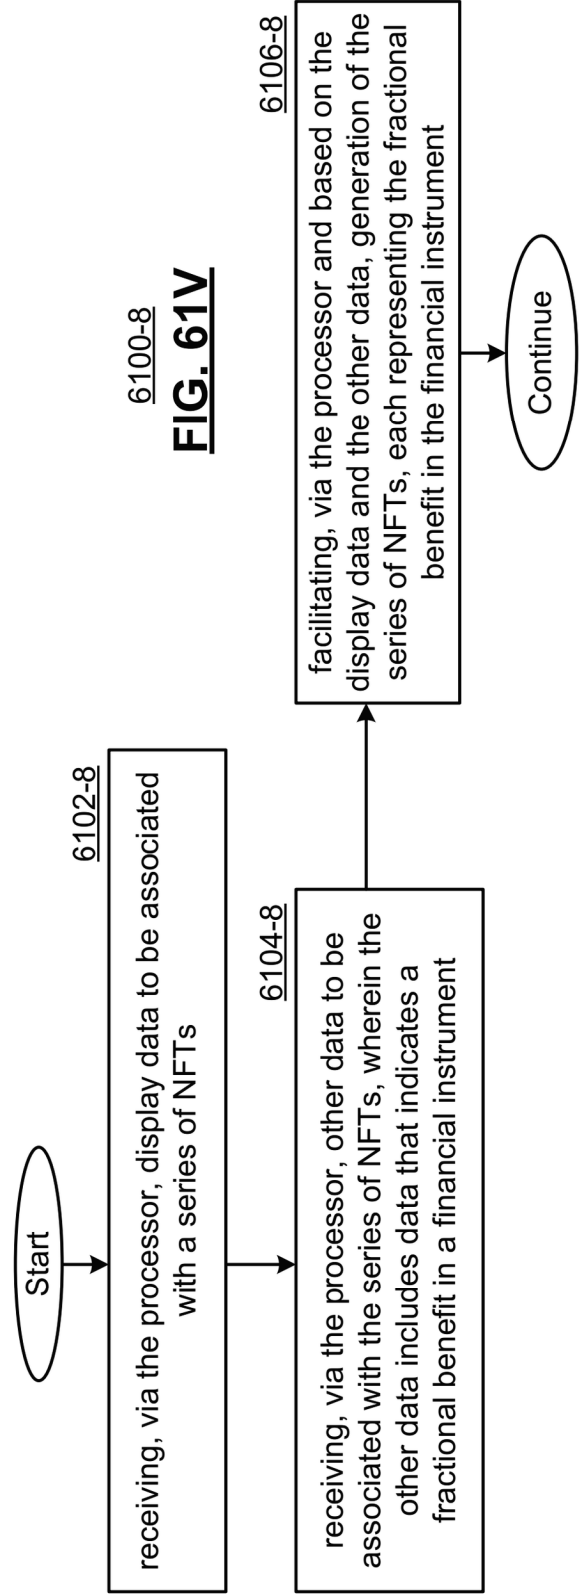 6100-8
FIG. 61V
Start
6102-8
receiving, via the processor, display data to be associated
with a series of NFTs
6104-8
receiving, via the processor, other data to be
associated with the series of NFTs, wherein the
other data includes data that indicates a
fractional benefit in a financial instrument
6106-8
facilitating, via the processor and based on the
display data and the other data, generation of the
series of NFTs, each representing the fractional
benefit in the financial instrument
Continue